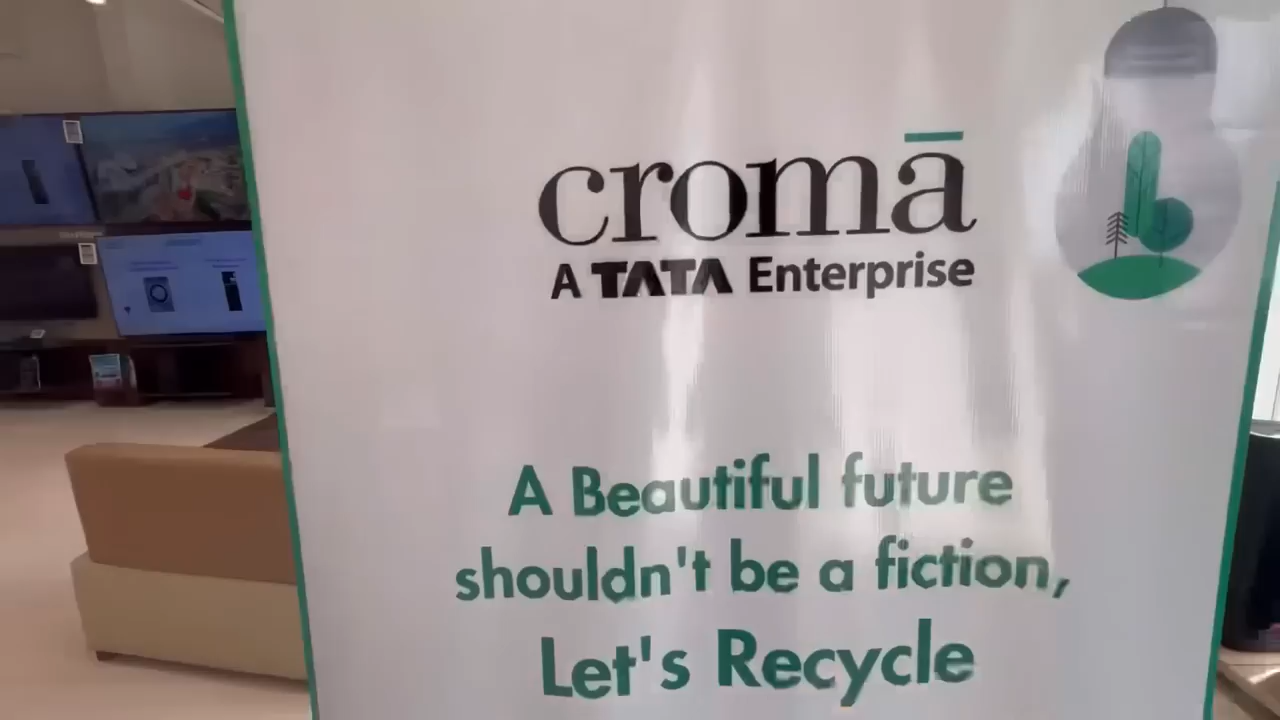 cromā
A TATA Enterprise
A Beautiful future
shouldn't be a fiction,
Let's Recycle